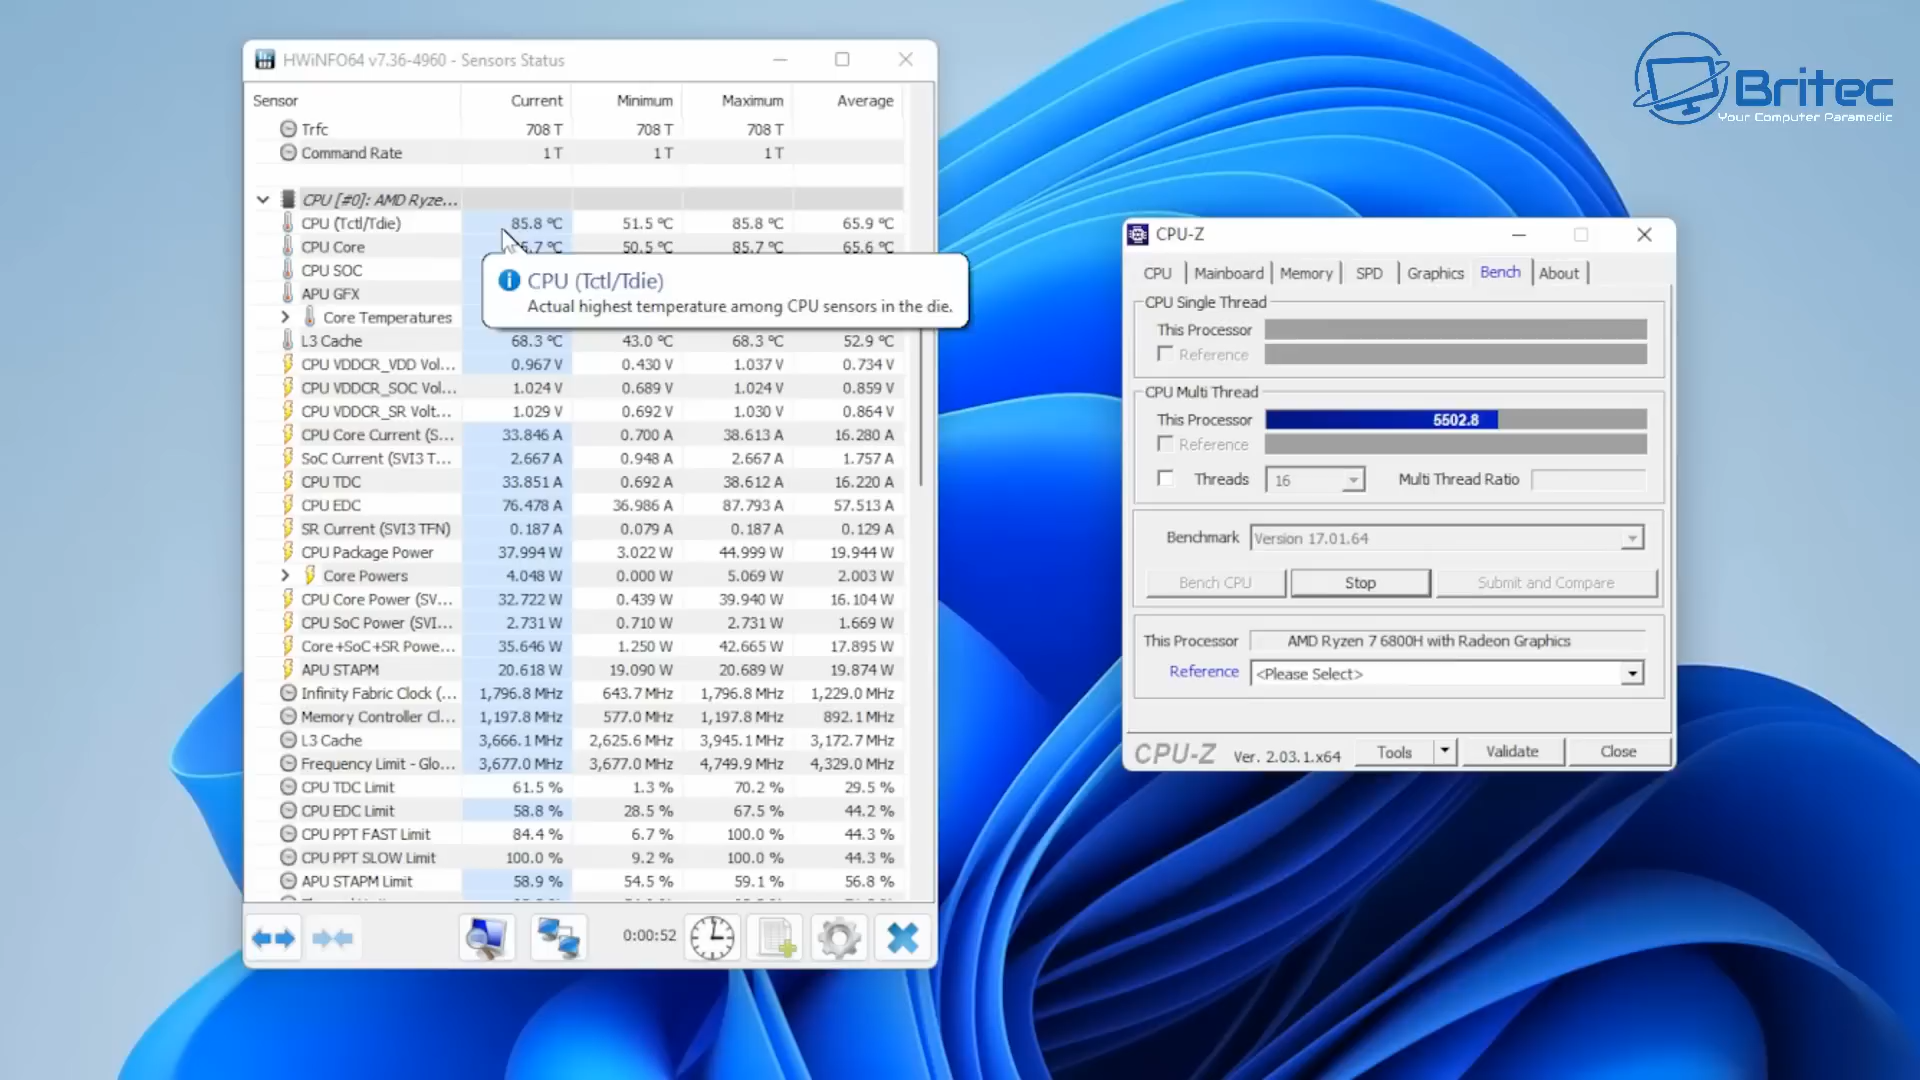 HWiNFO64 v7.36-4960 - Sensors Status
Sensor Current Minimum Maximum Average
Trfc 708 T 708 T 708 T
Command Rate 1 T 1 T 1 T
CPU [#0]: AMD Ryze...
CPU (Tctl/Tdie) 85.8 ℃ 51.5 ℃ 85.8 ℃ 65.9 ℃
CPU Core 5.7 ℃ 50.5 ℃ 85.7 ℃ 65.6 ℃
CPU SOC
APU GFX
Core Temperatures
CPU (Tctl/Tdie)
Actual highest temperature among CPU sensors in the die.
L3 Cache 68.3 ℃ 43.0 ℃ 68.3 ℃ 52.9 ℃
CPU VDDCR_VDD Vol... 0.967 V 0.430 V 1.037 V 0.734 V
CPU VDDCR_SOC Vol... 1.024 V 0.689 V 1.024 V 0.859 V
CPU VDDCR_SR Volt... 1.029 V 0.692 V 1.030 V 0.864 V
CPU Core Current (S... 33.846 A 0.700 A 38.613 A 16.280 A
SoC Current (SVI3 T... 2.667 A 0.948 A 2.667 A 1.757 A
CPU TDC 33.851 A 0.692 A 38.612 A 16.220 A
CPU EDC 76.478 A 36.986 A 87.793 A 57.513 A
SR Current (SVI3 TFN) 0.187 A 0.079 A 0.187 A 0.129 A
CPU Package Power 37.994 W 3.022 W 44.999 W 19.944 W
Core Powers 4.048 W 0.000 W 5.069 W 2.003 W
CPU Core Power (SV... 32.722 W 0.439 W 39.940 W 16.104 W
CPU SoC Power (SVI... 2.731 W 0.710 W 2.731 W 1.669 W
Core+SoC+SR Powe... 35.646 W 1.250 W 42.665 W 17.895 W
APU STAPM 20.618 W 19.090 W 20.689 W 19.874 W
Infinity Fabric Clock (... 1,796.8 MHz 643.7 MHz 1,796.8 MHz 1,229.0 MHz
Memory Controller Cl... 1,197.8 MHz 577.0 MHz 1,197.8 MHz 892.1 MHz
L3 Cache 3,666.1 MHz 2,625.6 MHz 3,945.1 MHz 3,172.7 MHz
Frequency Limit - Glo... 3,677.0 MHz 3,677.0 MHz 4,749.9 MHz 4,329.0 MHz
CPU TDC Limit 61.5 % 1.3 % 70.2 % 29.5 %
CPU EDC Limit 58.8 % 28.5 % 67.5 % 44.2 %
CPU PPT FAST Limit 84.4 % 6.7 % 100.0 % 44.3 %
CPU PPT SLOW Limit 100.0 % 9.2 % 100.0 % 44.3 %
APU STAPM Limit 58.9 % 54.5 % 59.1 % 56.8 %
0:00:52
Britec
Your Computer Paramedic
CPU-Z
CPU Mainboard Memory SPD Graphics Bench About
CPU Single Thread
This Processor
Reference
CPU Multi Thread
This Processor 5502.8
Reference
Threads 16 Multi Thread Ratio
Benchmark Version 17.01.64
Bench CPU Stop Submit and Compare
This Processor AMD Ryzen 7 6800H with Radeon Graphics
Reference <Please Select>
CPU-Z Ver. 2.03.1.x64 Tools Validate Close